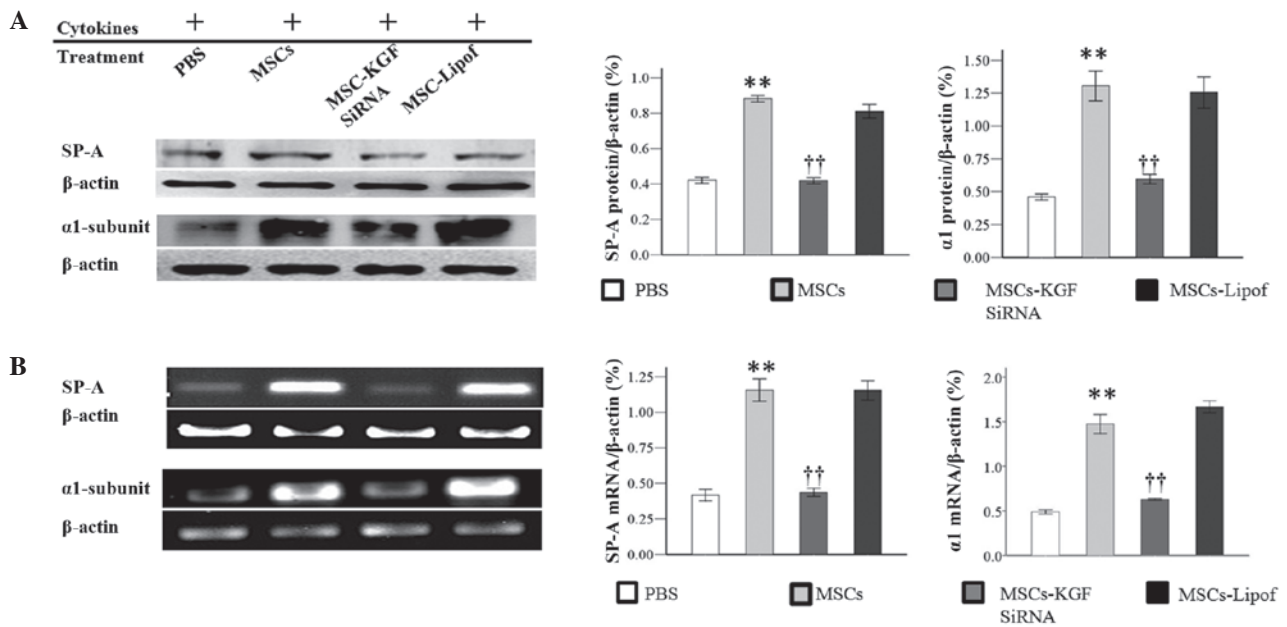 A
Cytokines + + + +
Treatment PBS MSCs MSC-KGF SiRNA MSC-Lipof
SP-A
β-actin
α1-subunit
β-actin
SP-A protein/β-actin (%)
1.0
0.8
0.6
0.4
0.2
0.0
**
††
α1 protein/β-actin (%)
1.50
1.25
1.00
0.75
0.50
0.25
0.00
**
††
PBS MSCs MSCs-KGF SiRNA MSCs-Lipof
B
SP-A
β-actin
α1-subunit
β-actin
SP-A mRNA/β-actin (%)
1.25
1.00
0.75
0.50
0.25
0.00
**
††
α1 mRNA/β-actin (%)
2.0
1.5
1.0
0.5
0.0
**
††
PBS MSCs MSCs-KGF SiRNA MSCs-Lipof